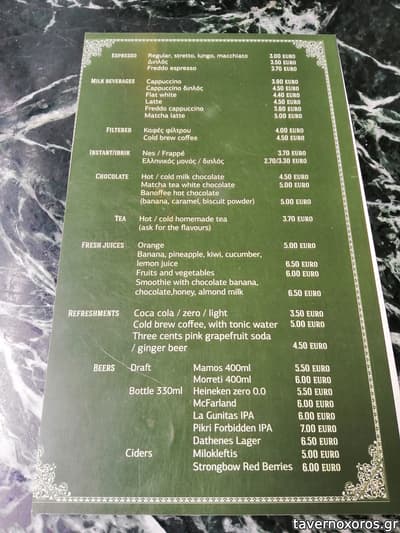 ESPRESSO Regular, stretto, lungo, macchiato 3.00 EURO
Διπλός 3.50 EURO
Freddo espresso 3.70 EURO
MILK BEVERAGES Cappuccino 3.80 EURO
Cappuccino διπλός 4.50 EURO
Flat white 4.40 EURO
Latte 4.50 EURO
Freddo cappuccino 3.80 EURO
Matcha latte 5.00 EURO
FILTERED Καφές φίλτρου 4.00 EURO
Cold brew coffee 4.50 EURO
INSTANT/IBRIK Nes / Frappé 3.70 EURO
Ελληνικός μονός / διπλός 2.70/3.30 EURO
CHOCOLATE Hot / cold milk chocolate 4.50 EURO
Matcha tea white chocolate 5.00 EURO
Banoffee hot chocolate
(banana, caramel, biscuit powder) 5.00 EURO
TEA Hot / cold homemade tea 3.70 EURO
(ask for the flavours)
FRESH JUICES Orange 5.00 EURO
Banana, pineapple, kiwi, cucumber,
lemon juice 6.50 EURO
Fruits and vegetables 6.00 EURO
Smoothie with chocolate banana,
chocolate,honey, almond milk 6.50 EURO
REFRESHMENTS Coca cola / zero / light 3.50 EURO
Cold brew coffee, with tonic water 5.00 EURO
Three cents pink grapefruit soda
/ ginger beer 4.50 EURO
BEERS Draft Mamos 400ml 5.50 EURO
Morreti 400ml 6.00 EURO
Bottle 330ml Heineken zero 0.0 5.50 EURO
McFarland 6.00 EURO
La Gunitas IPA 6.00 EURO
Pikri Forbidden IPA 7.00 EURO
Dathenes Lager 6.50 EURO
Ciders Milokleftis 5.00 EURO
Strongbow Red Berries 6.00 EURO
tavernoxoros.gr